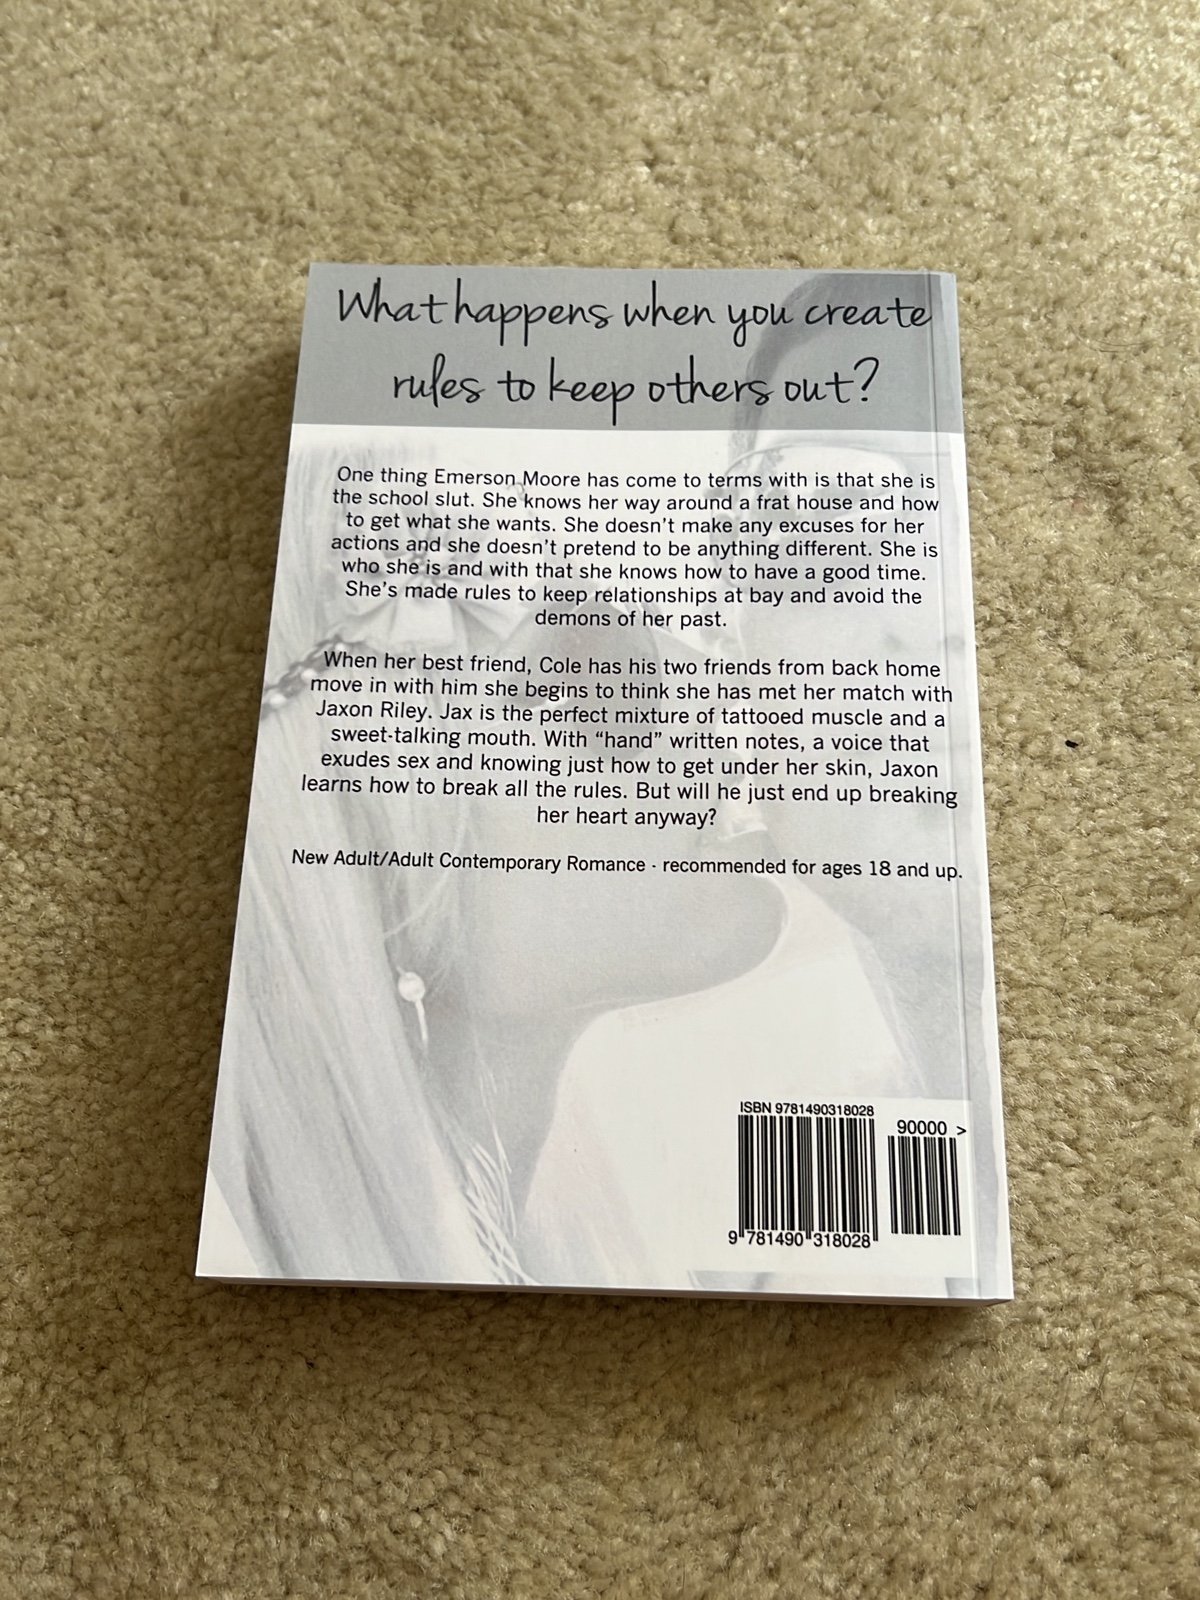 What happens when you create
rules to keep others out?
One thing Emerson Moore has come to terms with is that she is
the school slut. She knows her way around a frat house and how
to get what she wants. She doesn't make any excuses for her
actions and she doesn't pretend to be anything different. She is
who she is and with that she knows how to have a good time.
She's made rules to keep relationships at bay and avoid the
demons of her past.
When her best friend, Cole has his two friends from back home
move in with him she begins to think she has met her match with
Jaxon Riley. Jax is the perfect mixture of tattooed muscle and a
sweet-talking mouth. With “hand” written notes, a voice that
exudes sex and knowing just how to get under her skin, Jaxon
learns how to break all the rules. But will he just end up breaking
her heart anyway?
New Adult/Adult Contemporary Romance - recommended for ages 18 and up.
ISBN 9781490318028
90000 >
9 781490 318028